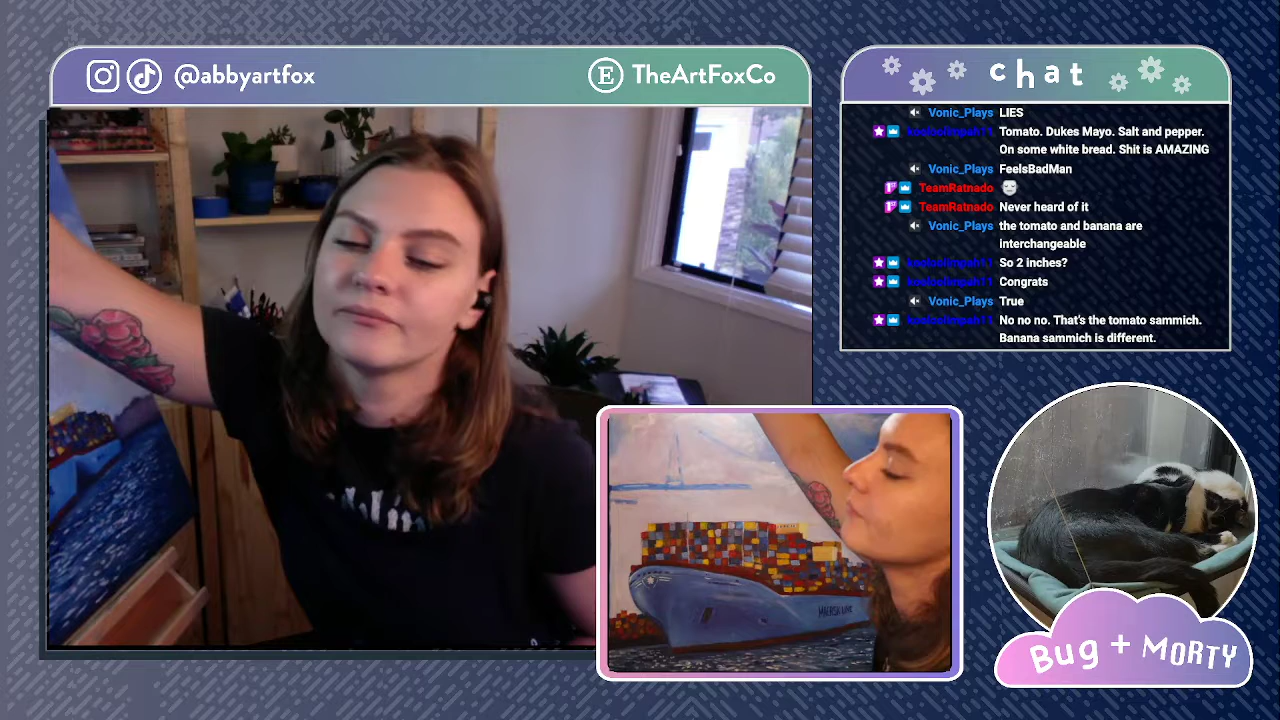 @abbyartfox
TheArtFoxCo
chat
Vonic_Plays LIES
Tomato. Dukes Mayo. Salt and pepper.
On some white bread. Shit is AMAZING
Vonic_Plays FeelsBadMan
TeamRatnado
TeamRatnado Never heard of it
Vonic_Plays the tomato and banana are
interchangeable
So 2 inches?
Congrats
Vonic_Plays True
No no no. That's the tomato sammich.
Banana sammich is different.
Bug + MORTY